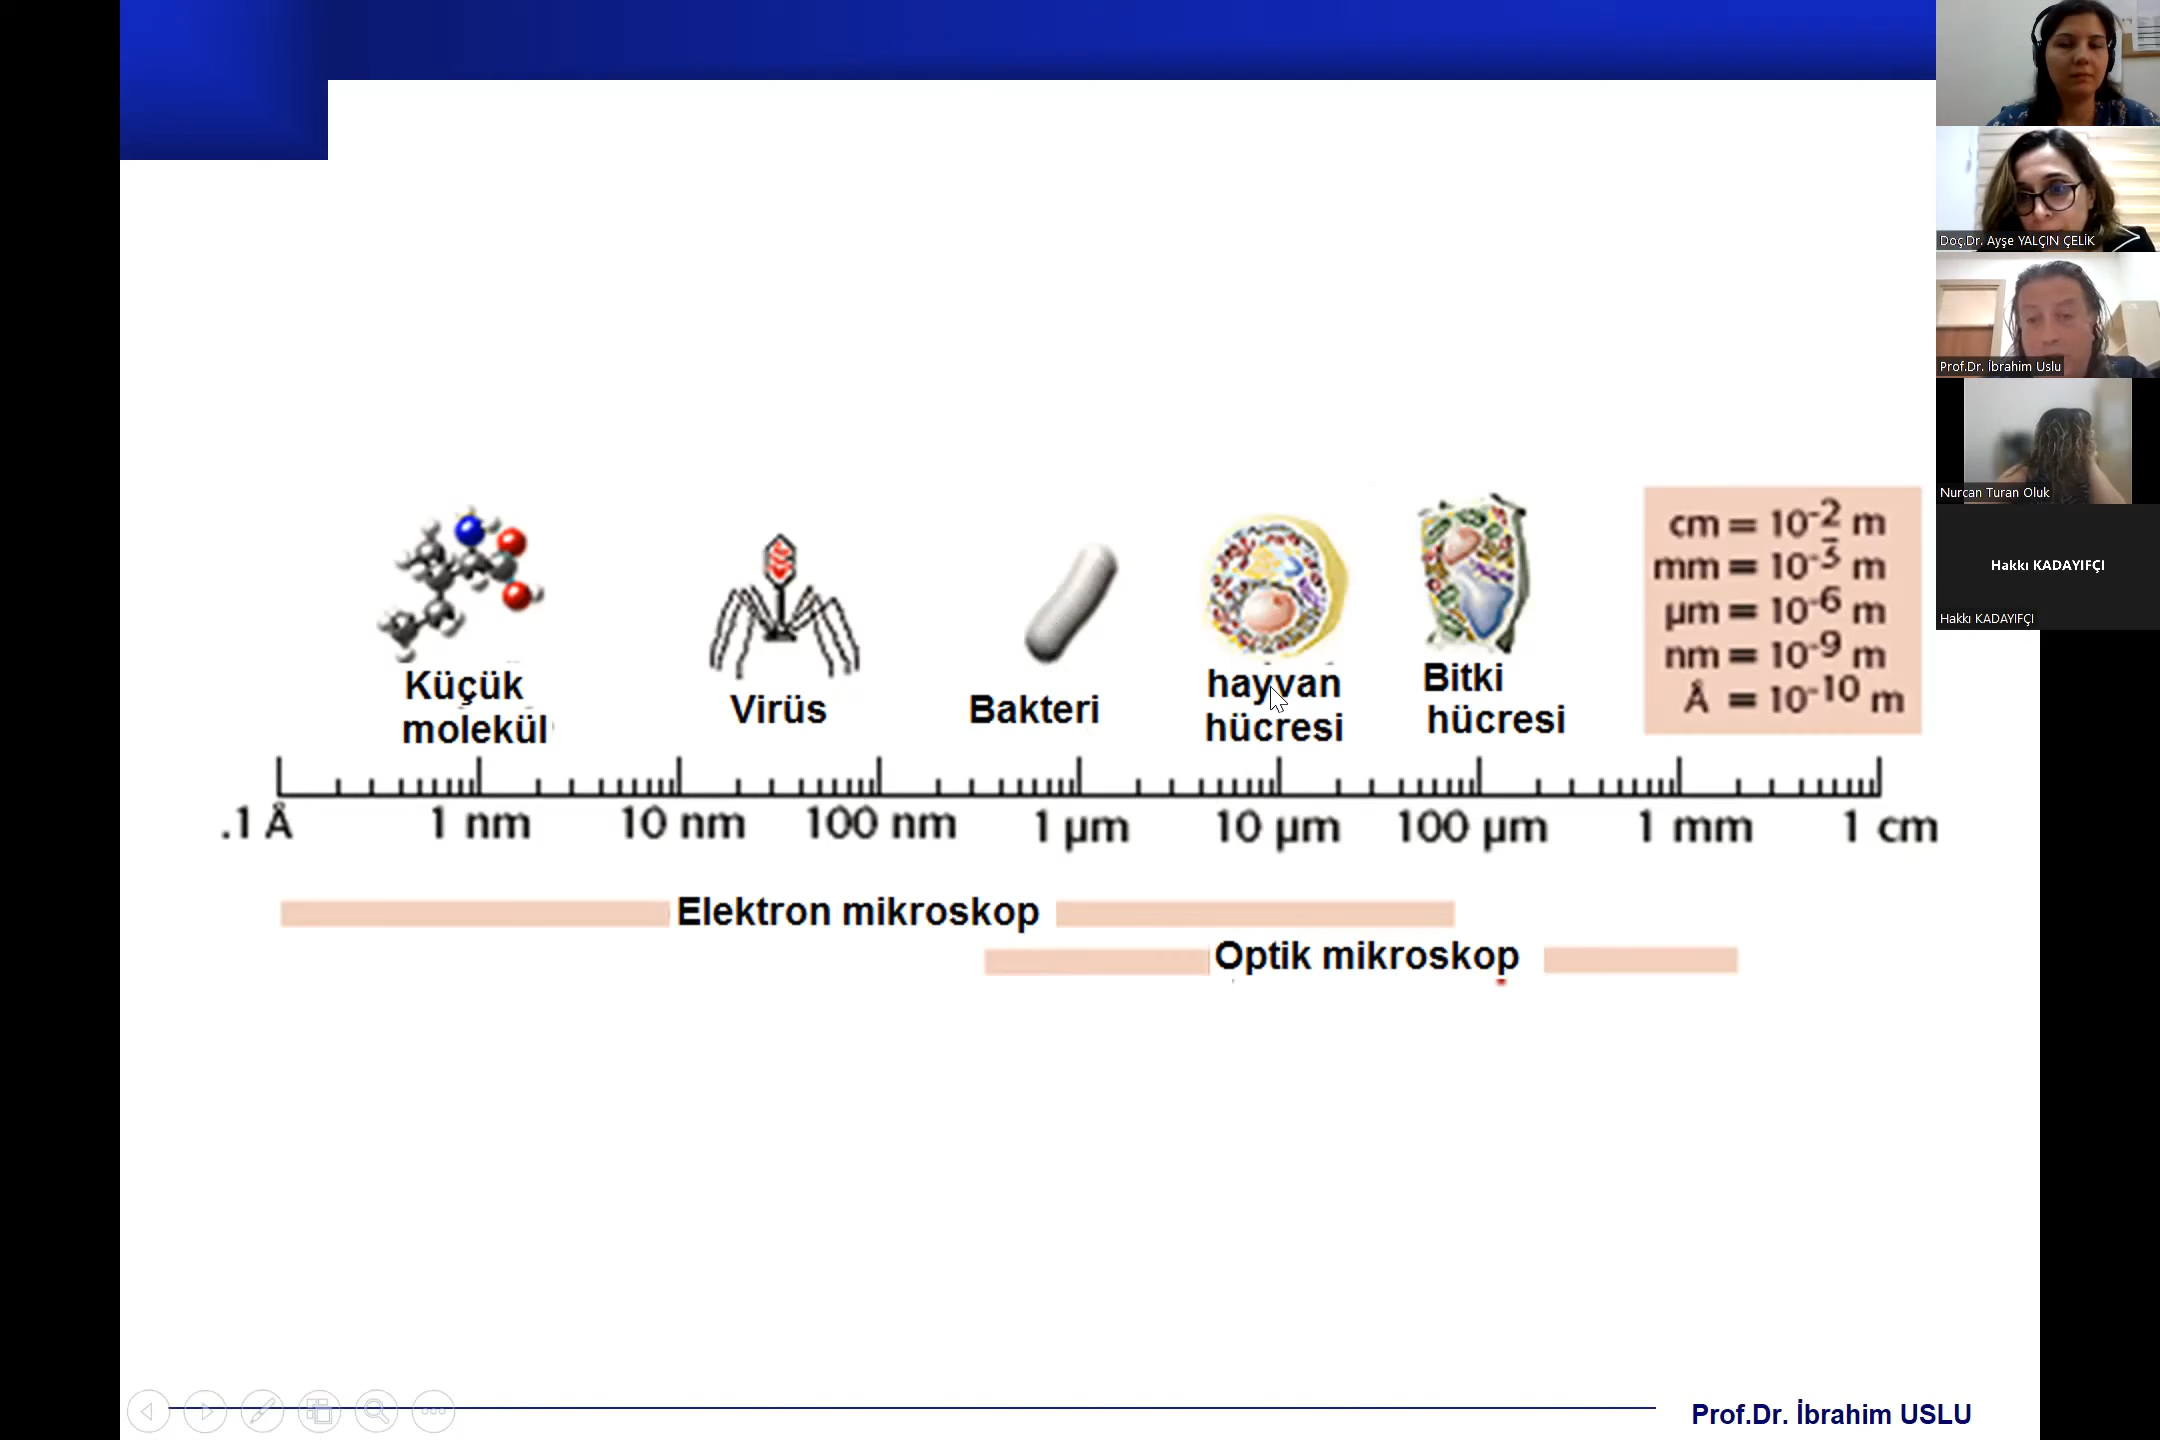 Doç.Dr. Ayşe YALÇIN ÇELİK
Prof.Dr. İbrahim Uslu
Nurcan Turan Oluk
Hakkı KADAYIFÇI
Hakkı KADAYIFÇI
Küçük
molekül
Virüs
Bakteri
hayvan
hücresi
Bitki
hücresi
cm = 10⁻² m
mm = 10⁻³ m
µm = 10⁻⁶ m
nm = 10⁻⁹ m
Å = 10⁻¹⁰ m
.1 Å 1 nm 10 nm 100 nm 1 µm 10 µm 100 µm 1 mm 1 cm
Elektron mikroskop
Optik mikroskop
Prof.Dr. İbrahim USLU